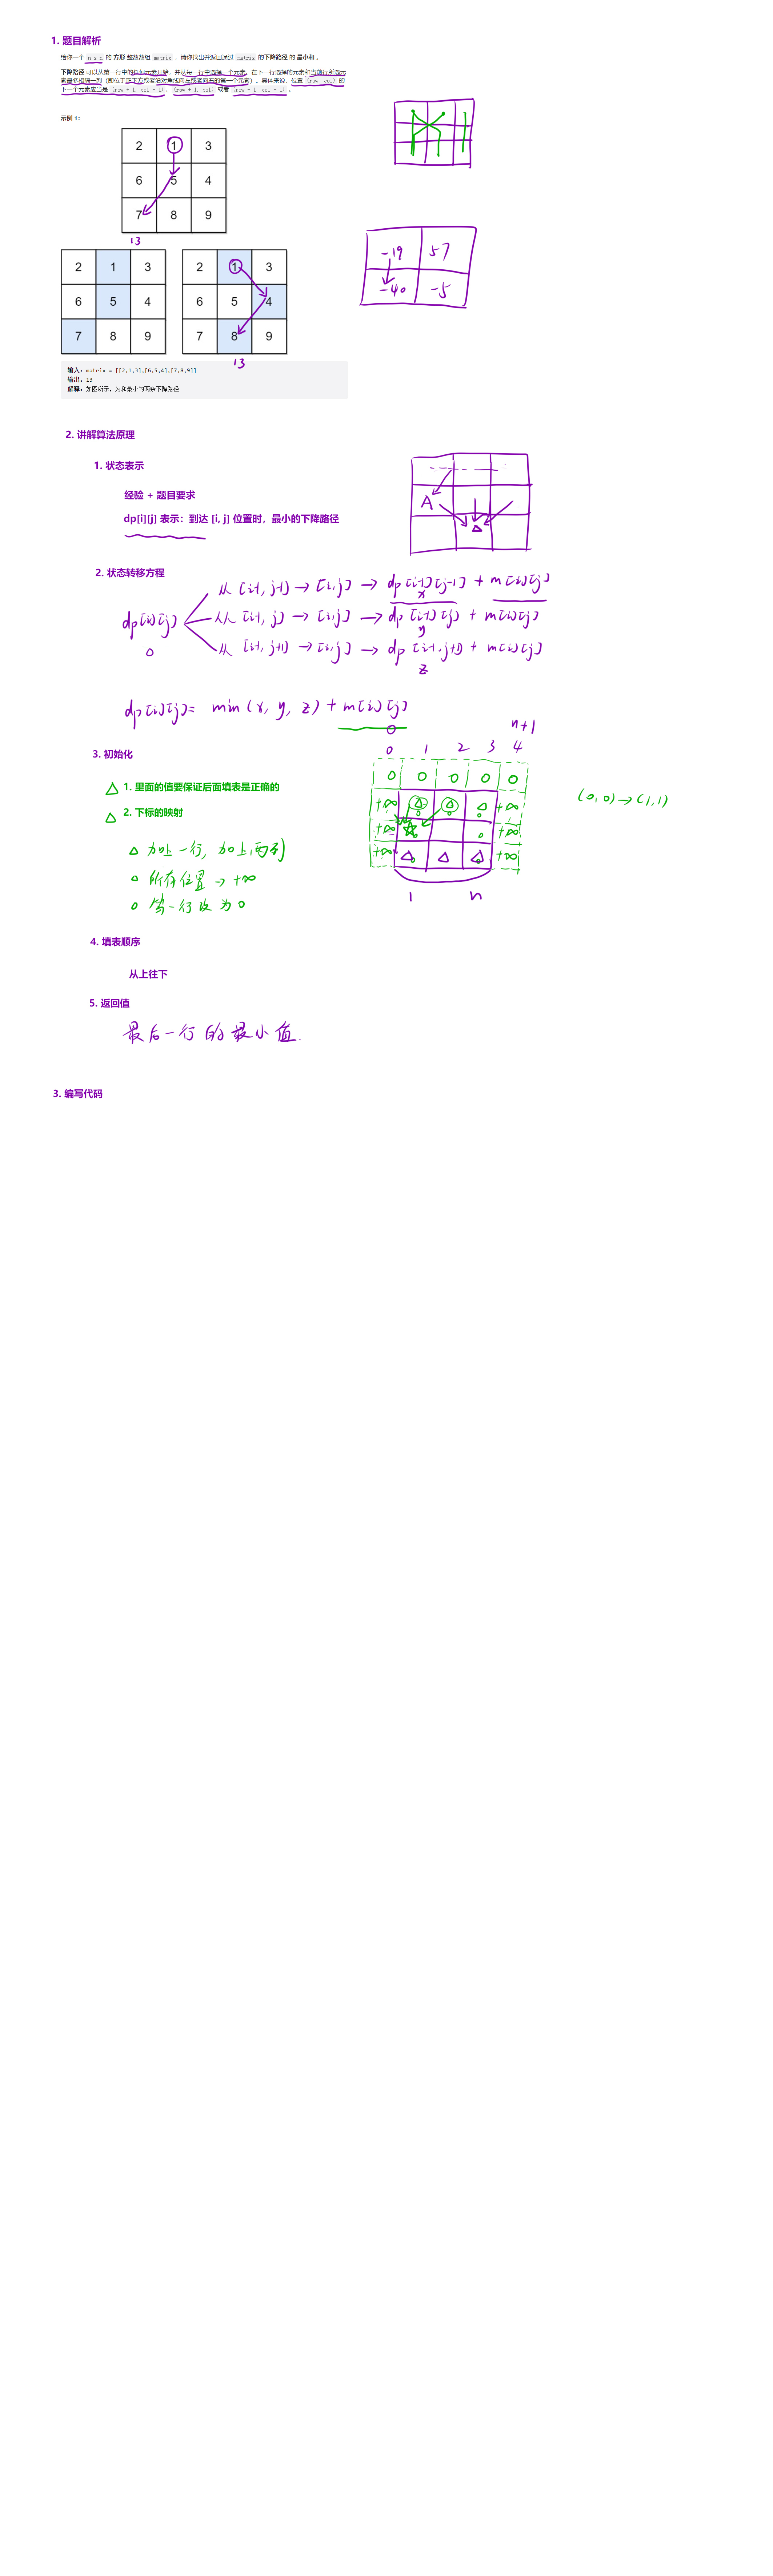 1. 题目解析
给你一个 n x n 的 方形 整数数组 matrix ，请你找出并返回通过 matrix 的下降路径 的 最小和 。
下降路径 可以从第一行中的任何元素开始，并从每一行中选择一个元素。在下一行选择的元素和当前行所选元
素最多相隔一列（即位于正下方或者沿对角线向左或者向右的第一个元素）。具体来说，位置 (row, col) 的
下一个元素应当是 (row + 1, col - 1)、(row + 1, col) 或者 (row + 1, col + 1) 。
示例 1：
2 1 3
6 5 4
7 8 9
13
-19 57
-40 -5
2 1 3
6 5 4
7 8 9
2 1 3
6 5 4
7 8 9
13
输入：matrix = [[2,1,3],[6,5,4],[7,8,9]]
输出：13
解释：如图所示，为和最小的两条下降路径
2. 讲解算法原理
1. 状态表示
经验 + 题目要求
dp[i][j] 表示：到达 [i, j] 位置时，最小的下降路径
A
2. 状态转移方程
dp[i][j]
从 [i-1, j-1) → [i,j] → dp[i-1][j-1] + m[i][j]
x
从 [i-1, j) → [i,j] → dp[i-1][j] + m[i][j]
y
从 [i-1, j+1) → [i,j] → dp[i-1, j+1) + m[i][j]
z
dp[i][j] = min (x, y, z) + m[i][j]
3. 初始化
0
0 1 2 3 4
n+1
1. 里面的值要保证后面填表是正确的
2. 下标的映射
加上一行, 加上两列
所有位置 → +∞
第一行改为 0
0 0 0 0 0
+∞ +∞
+∞ +∞
+∞ +∞
1 n
(0,0) → (1,1)
4. 填表顺序
从上往下
5. 返回值
最后一行的最小值.
3. 编写代码